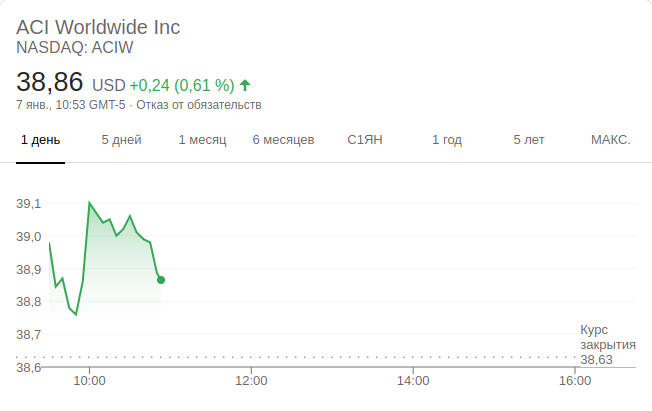 ACI Worldwide Inc
NASDAQ: ACIW
38,86 USD +0,24 (0,61 %)
7 янв., 10:53 GMT-5 · Отказ от обязательств
1 день 5 дней 1 месяц 6 месяцев С1ЯН 1 год 5 лет МАКС.
39,1
39,0
38,9
38,8
38,7
38,6
Курс
закрытия
38,63
10:00 12:00 14:00 16:00